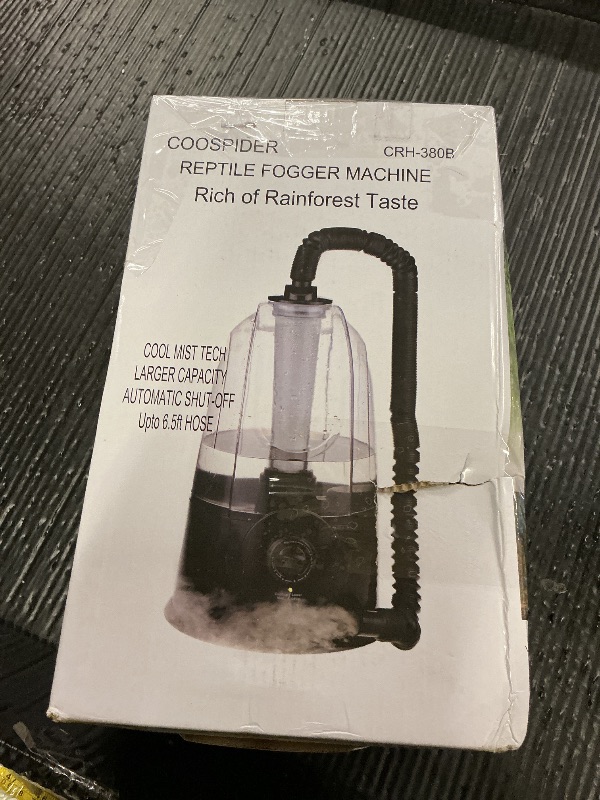 COOSPIDER
CRH-380B
REPTILE FOGGER MACHINE
Rich of Rainforest Taste
COOL MIST TECH
LARGER CAPACITY
AUTOMATIC SHUT-OFF
Upto 6.5ft HOSE